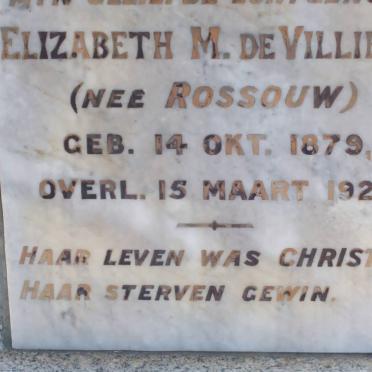 ELIZABETH M. DE VILLIE
(NEE ROSSOUW)
GEB. 14 OKT. 1879,
OVERL. 15 MAART 192
HAAR LEVEN WAS CHRIST
HAAR STERVEN GEWIN.